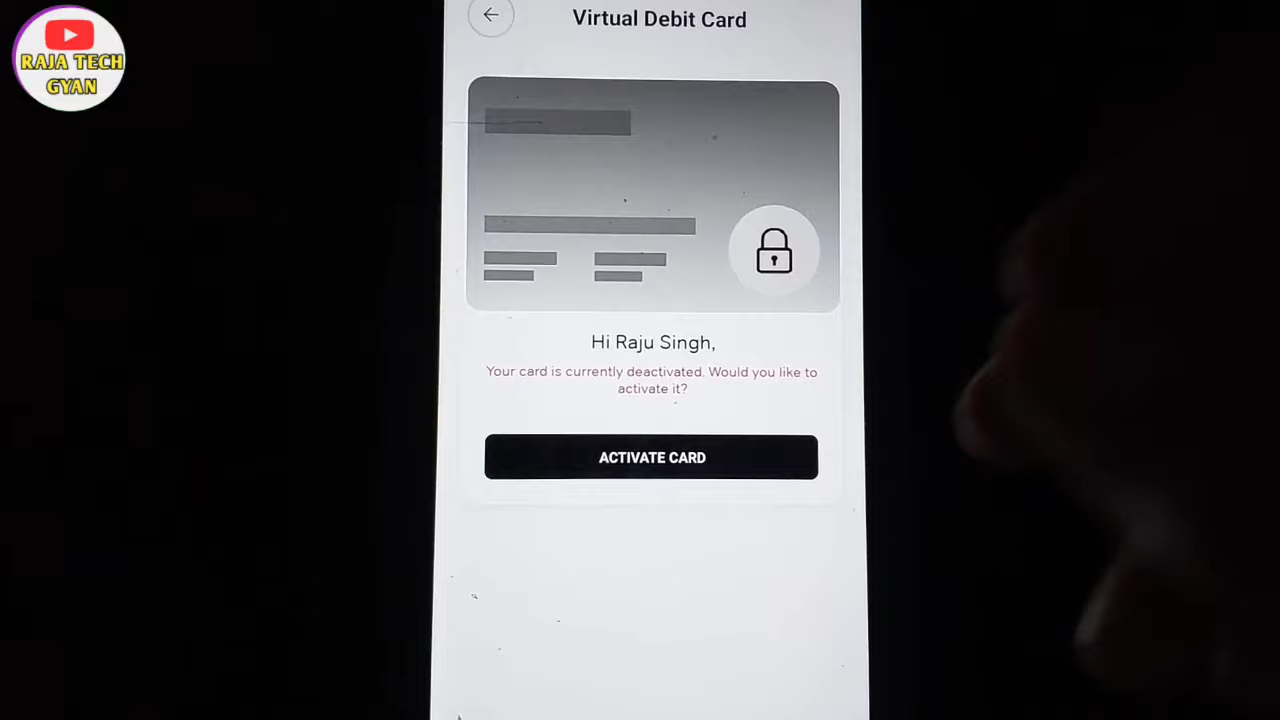 RAJA TECH
GYAN
Virtual Debit Card
Hi Raju Singh,
Your card is currently deactivated. Would you like to
activate it?
ACTIVATE CARD